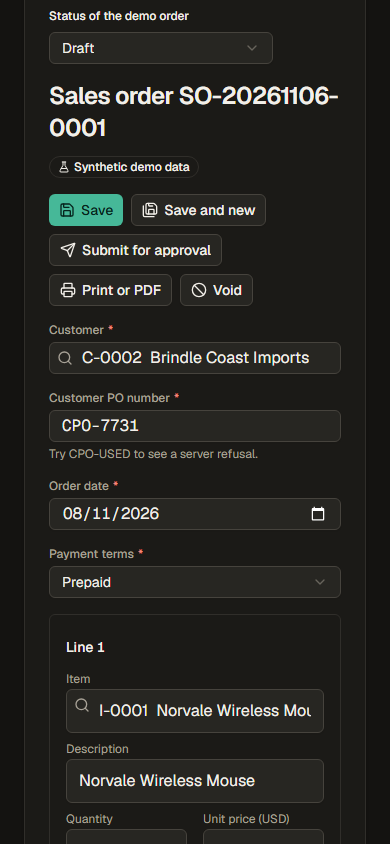 Status of the demo order
Draft
Sales order SO-20261106-
0001
Synthetic demo data
Save
Save and new
Submit for approval
Print or PDF
Void
Customer *
C-0002 Brindle Coast Imports
Customer PO number *
CPO-7731
Try CPO-USED to see a server refusal.
Order date *
08/11/2026
Payment terms *
Prepaid
Line 1
Item
I-0001 Norvale Wireless Mou
Description
Norvale Wireless Mouse
Quantity
Unit price (USD)